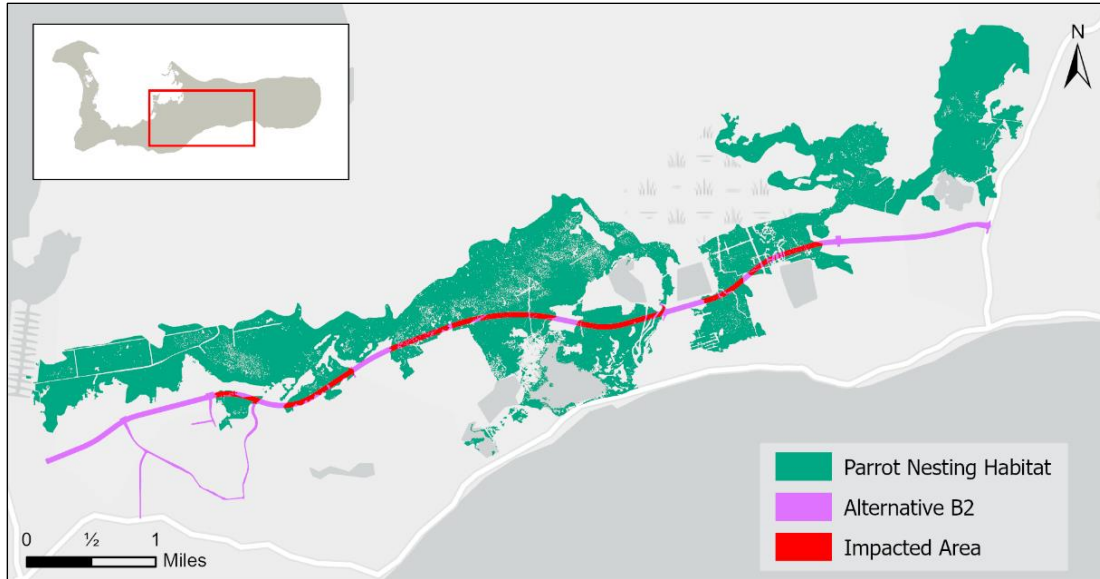 N
Parrot Nesting Habitat
Alternative B2
Impacted Area
0 ½ 1
Miles